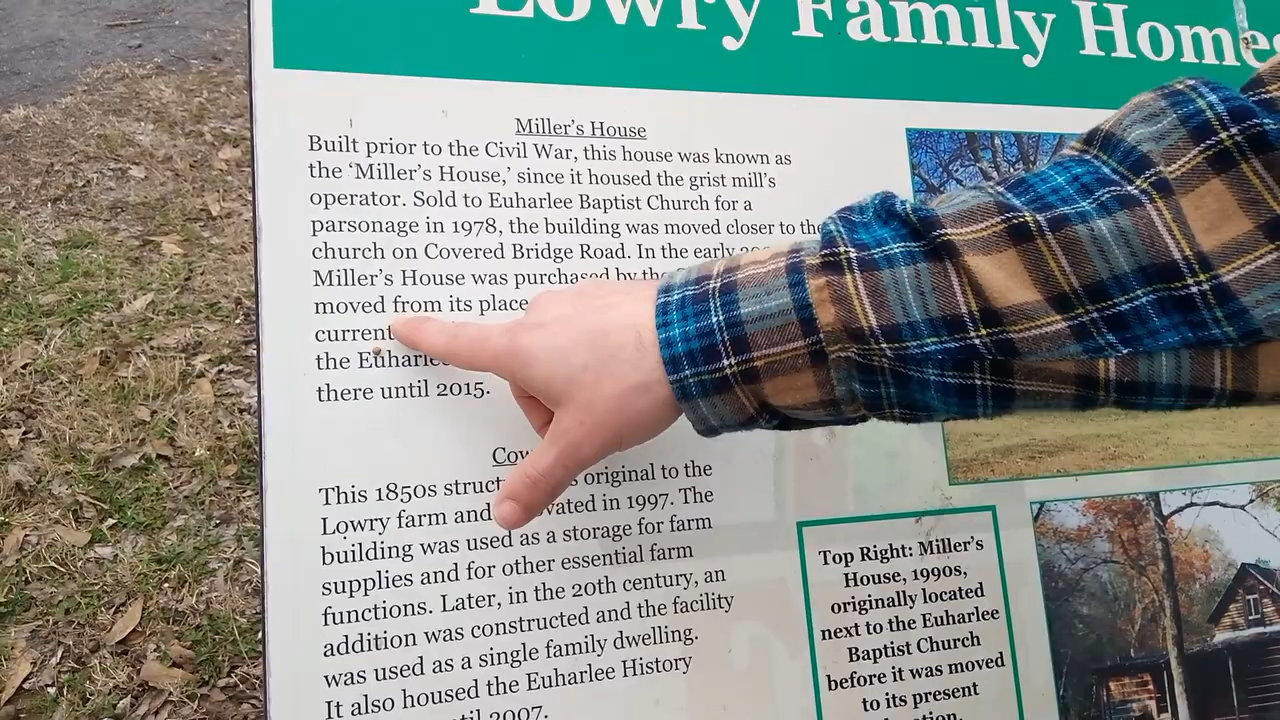 Lowry Family Home
Miller's House
Built prior to the Civil War, this house was known as
the 'Miller's House,' since it housed the grist mill's
operator. Sold to Euharlee Baptist Church for a
parsonage in 1978, the building was moved closer to the
church on Covered Bridge Road. In the early
Miller's House was purchased by the
moved from its place
current
the
there until 2015.
This 1850s original to the
Lowry farm and in 1997. The
building was used as a storage for farm
supplies and for other essential farm
functions. Later, in the 20th century, an
addition was constructed and the facility
was used as a single family dwelling.
It also housed the Euharlee History
2007.
Top Right: Miller's
House, 1990s,
originally located
next to the Euharlee
Baptist Church
before it was moved
to its present